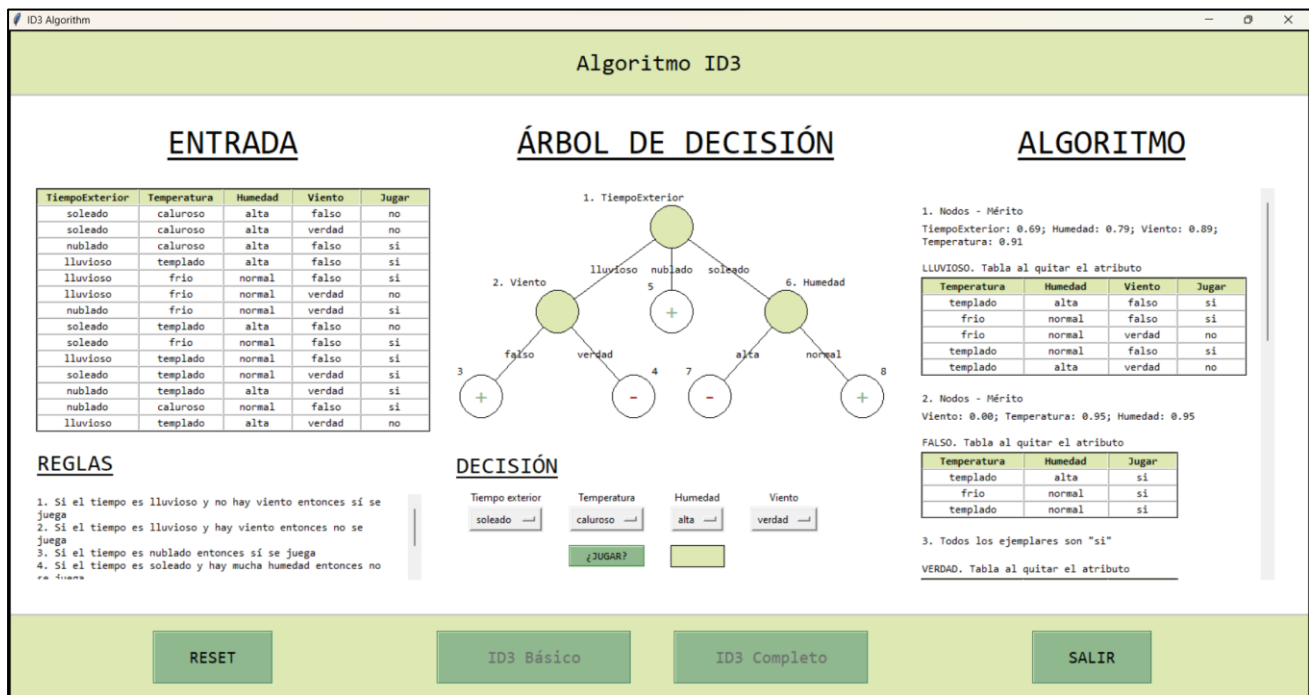 ID3 Algorithm
Algoritmo ID3
ENTRADA
TiempoExterior Temperatura Humedad Viento Jugar
soleado caluroso alta falso no
soleado caluroso alta verdad no
nublado caluroso alta falso si
lluvioso templado alta falso si
lluvioso frio normal falso si
lluvioso frio normal verdad no
nublado frio normal verdad si
soleado templado alta falso no
soleado frio normal falso si
lluvioso templado normal falso si
soleado templado normal verdad si
nublado templado alta verdad si
nublado caluroso normal falso si
lluvioso templado alta verdad no
REGLAS
1. Si el tiempo es lluvioso y no hay viento entonces sí se
juega
2. Si el tiempo es lluvioso y hay viento entonces no se
juega
3. Si el tiempo es nublado entonces sí se juega
4. Si el tiempo es soleado y hay mucha humedad entonces no
se juega
ÁRBOL DE DECISIÓN
1. TiempoExterior
lluvioso nublado soleado
2. Viento
5
6. Humedad
+
falso verdad alta normal
3 4 7 8
+ - - +
DECISIÓN
Tiempo exterior Temperatura Humedad Viento
soleado caluroso alta verdad
¿JUGAR?
ALGORITMO
1. Nodos - Mérito
TiempoExterior: 0.69; Humedad: 0.79; Viento: 0.89;
Temperatura: 0.91
LLUVIOSO. Tabla al quitar el atributo
Temperatura Humedad Viento Jugar
templado alta falso si
frio normal falso si
frio normal verdad no
templado normal falso si
templado alta verdad no
2. Nodos - Mérito
Viento: 0.00; Temperatura: 0.95; Humedad: 0.95
FALSO. Tabla al quitar el atributo
Temperatura Humedad Jugar
templado alta si
frio normal si
templado normal si
3. Todos los ejemplares son "si"
VERDAD. Tabla al quitar el atributo
RESET
ID3 Básico
ID3 Completo
SALIR